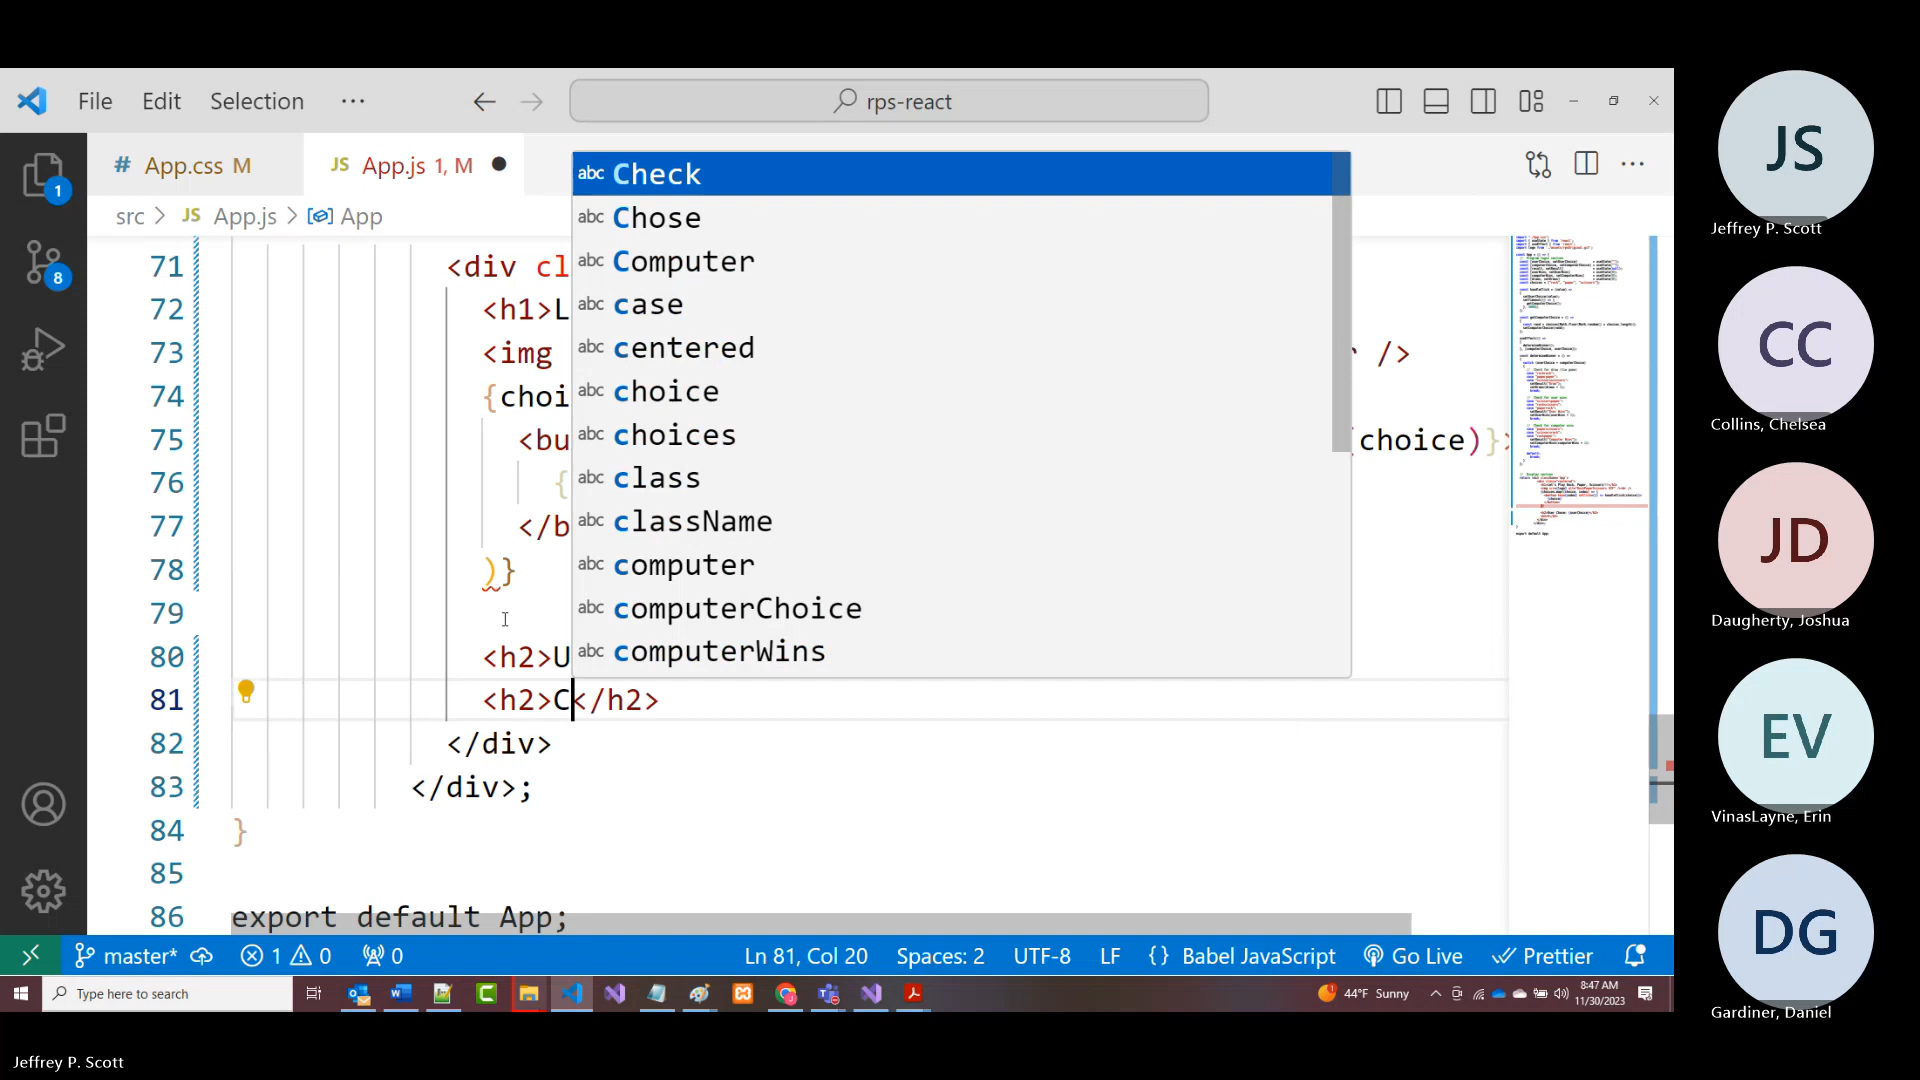 File Edit Selection ··· rps-react
# App.css M JS App.js 1, M
src > JS App.js > App
abc Check
abc Chose
abc Computer
abc case
abc centered
abc choice
abc choices
abc class
abc className
abc computer
abc computerChoice
abc computerWins
71 <div cl
72 <h1>L
73 <img />
74 {choi
75 <bu choice)}>
76 {
77 </b
78 )}
79
80 <h2>U
81 <h2>C</h2>
82 </div>
83 </div>;
84 }
85
86 export default App;
1
8
master* 1 0 0 Ln 81, Col 20 Spaces: 2 UTF-8 LF {} Babel JavaScript Go Live Prettier
Type here to search 44°F Sunny 8:47 AM
11/30/2023
JS
Jeffrey P. Scott
CC
Collins, Chelsea
JD
Daugherty, Joshua
EV
VinasLayne, Erin
DG
Gardiner, Daniel
Jeffrey P. Scott